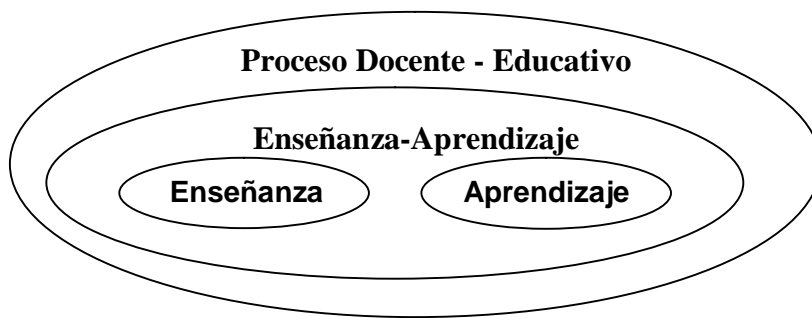 Proceso Docente - Educativo
Enseñanza-Aprendizaje
Enseñanza Aprendizaje